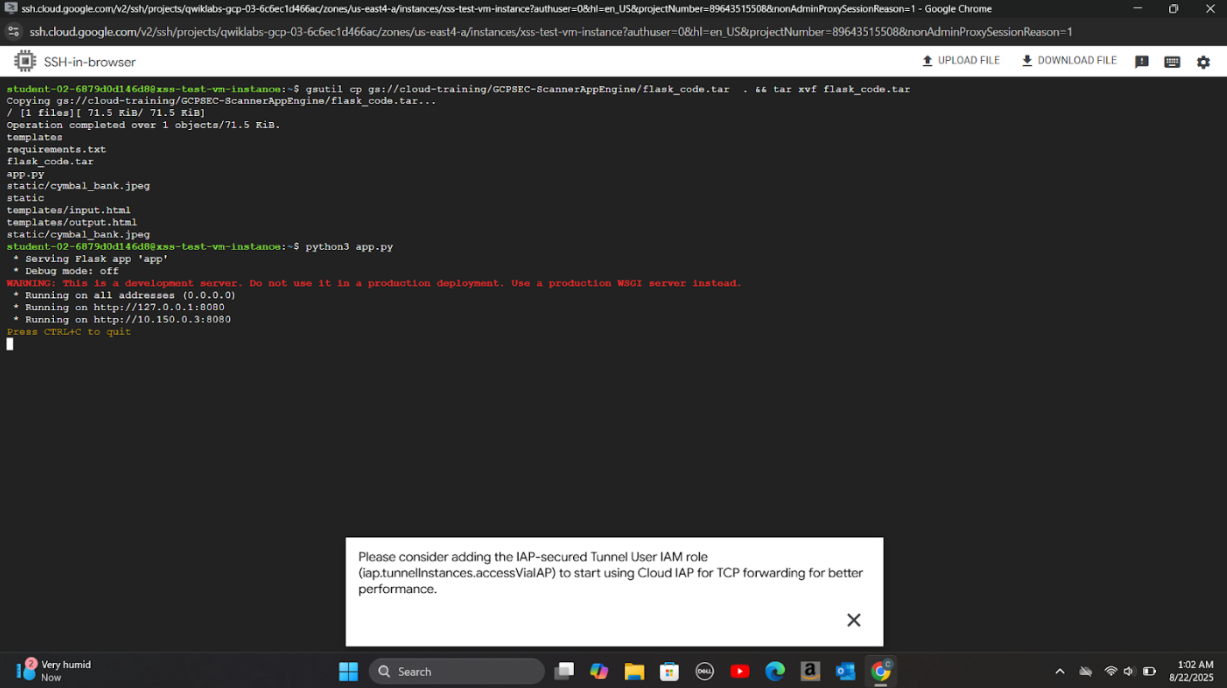 ssh.cloud.google.com/v2/ssh/projects/qwiklabs-gcp-03-6c6ec1d466ac/zones/us-east4-a/instances/xss-test-vm-instance?authuser=0&hl=en_US&projectNumber=89643515508&nonAdminProxySessionReason=1 - Google Chrome
ssh.cloud.google.com/v2/ssh/projects/qwiklabs-gcp-03-6c6ec1d466ac/zones/us-east4-a/instances/xss-test-vm-instance?authuser=0&hl=en_US&projectNumber=89643515508&nonAdminProxySessionReason=1
SSH-in-browser
UPLOAD FILE
DOWNLOAD FILE
student-02-6879d0d146d8@xss-test-vm-instance:~$ gsutil cp gs://cloud-training/GCPSEC-ScannerAppEngine/flask_code.tar  . && tar xvf flask_code.tar
Copying gs://cloud-training/GCPSEC-ScannerAppEngine/flask_code.tar...
/ [1 files][ 71.5 KiB/ 71.5 KiB]
Operation completed over 1 objects/71.5 KiB.
templates
requirements.txt
flask_code.tar
app.py
static/cymbal_bank.jpeg
static
templates/input.html
templates/output.html
static/cymbal_bank.jpeg
student-02-6879d0d146d8@xss-test-vm-instance:~$ python3 app.py
* Serving Flask app 'app'
* Debug mode: off
WARNING: This is a development server. Do not use it in a production deployment. Use a production WSGI server instead.
* Running on all addresses (0.0.0.0)
* Running on http://127.0.0.1:8080
* Running on http://10.150.0.3:8080
Press CTRL+C to quit
Please consider adding the IAP-secured Tunnel User IAM role
(iap.tunnelInstances.accessViaIAP) to start using Cloud IAP for TCP forwarding for better
performance.
2
Very humid
Now
Search
DELL
a
C
1:02 AM
8/22/2025